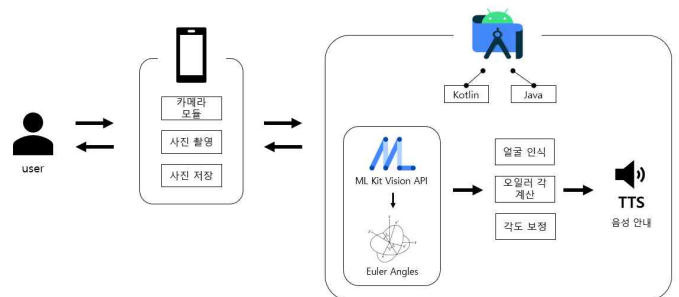 user
카메라
모듈
사진 촬영
사진 저장
Kotlin
Java
ML Kit Vision API
Euler Angles
얼굴 인식
오일러 각
계산
각도 보정
TTS
음성 안내